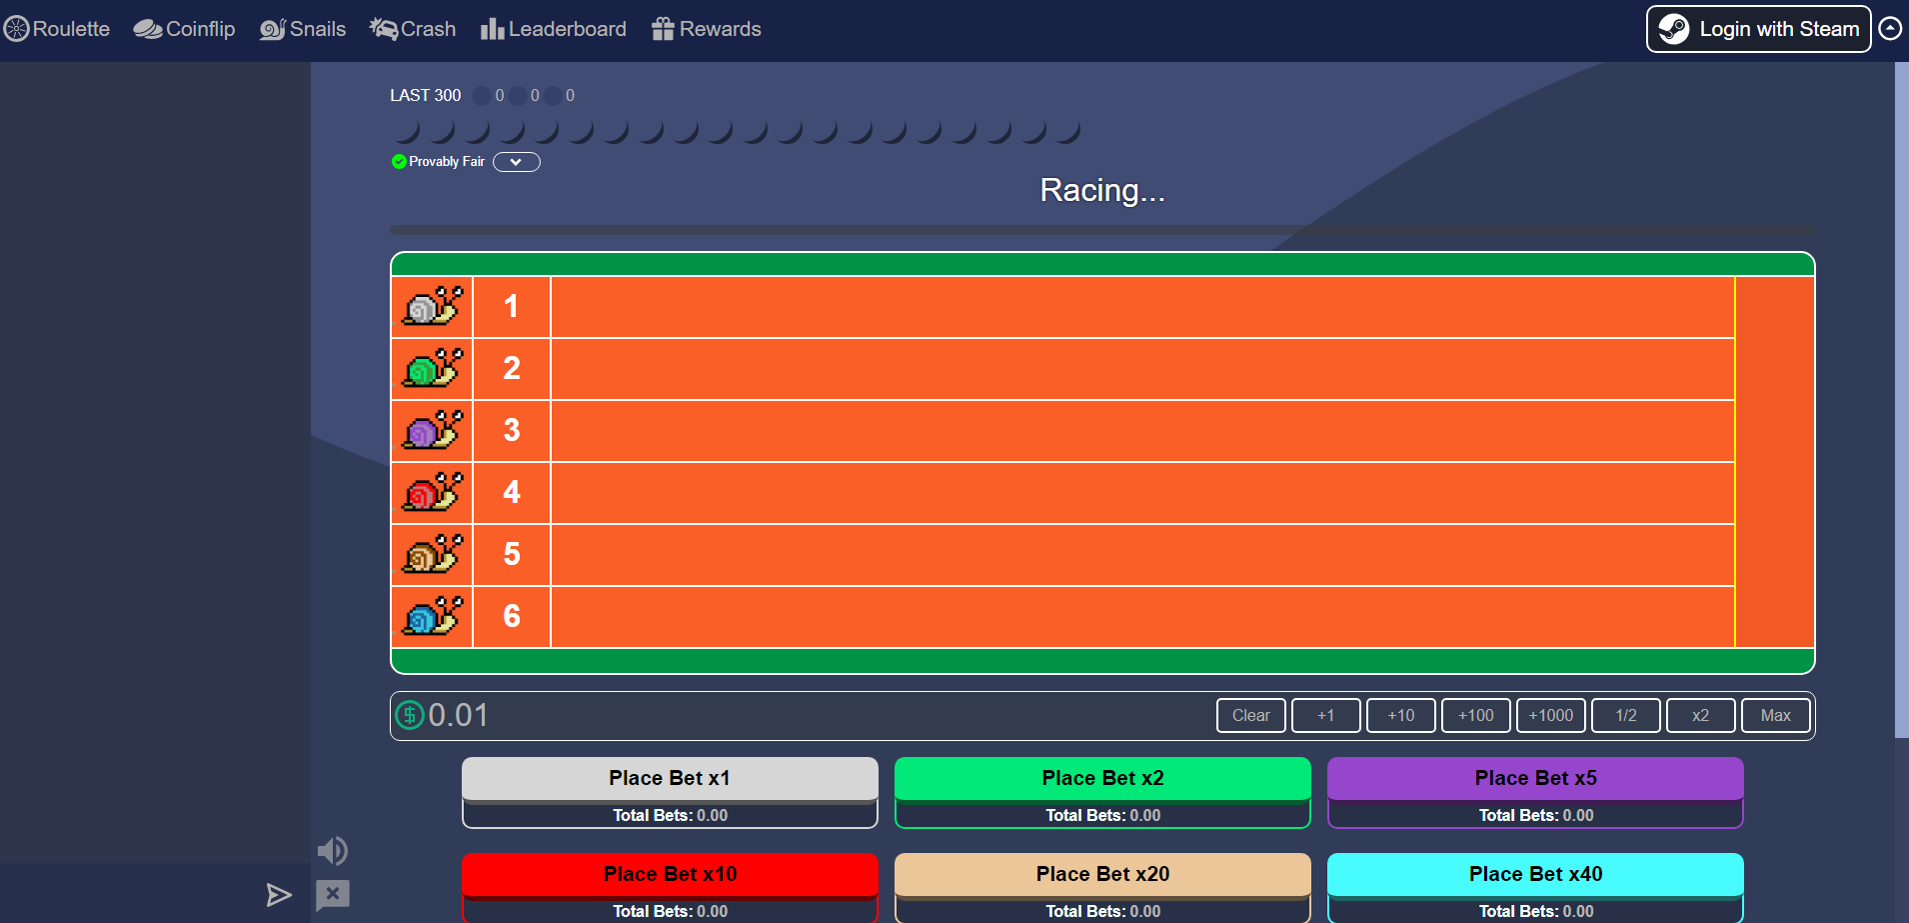 Roulette Coinflip Snails Crash Leaderboard Rewards Login with Steam
LAST 300 0 0 0
Provably Fair
Racing...
1
2
3
4
5
6
0.01 Clear +1 +10 +100 +1000 1/2 x2 Max
Place Bet x1 Place Bet x2 Place Bet x5
Total Bets: 0.00 Total Bets: 0.00 Total Bets: 0.00
Place Bet x10 Place Bet x20 Place Bet x40
Total Bets: 0.00 Total Bets: 0.00 Total Bets: 0.00